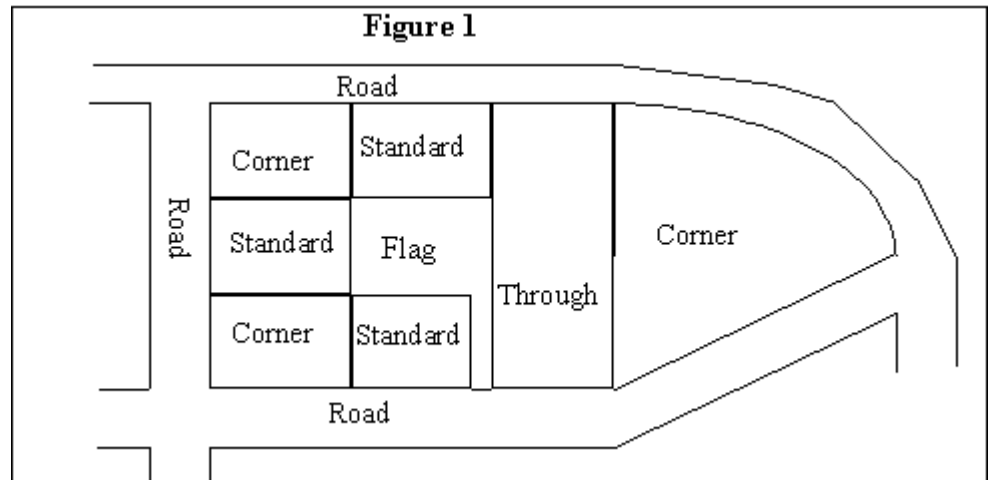 Figure 1
Road
Corner
Standard
Road
Standard
Flag
Corner
Through
Corner
Standard
Road